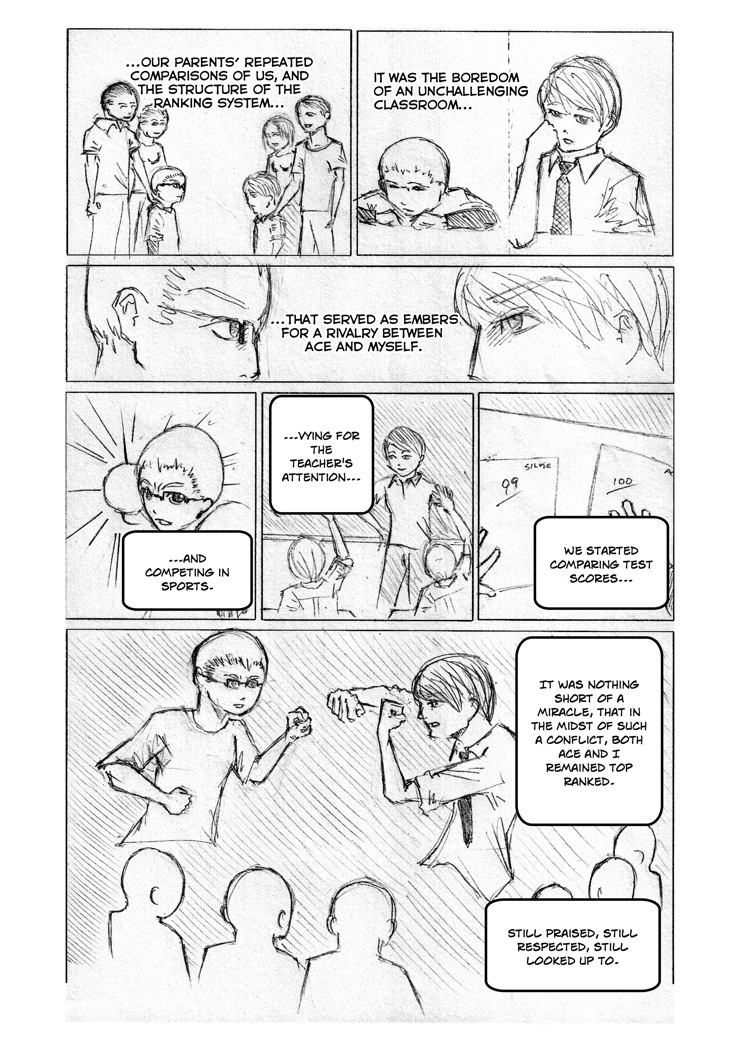 IT WAS THE BOREDOM
OF AN UNCHALLENGING
CLASSROOM...
...OUR PARENTS' REPEATED
COMPARISONS OF US, AND
THE STRUCTURE OF THE
RANKING SYSTEM...
...THAT SERVED AS EMBERS
FOR A RIVALRY BETWEEN
ACE AND MYSELF.
100
99
WE STARTED
COMPARING TEST
SCORES...
...VYING FOR
THE
TEACHER'S
ATTENTION...
...AND
COMPETING IN
SPORTS.
IT WAS NOTHING
SHORT OF A
MIRACLE, THAT IN
THE MIDST OF SUCH
A CONFLICT, BOTH
ACE AND I
REMAINED TOP
RANKED.
STILL PRAISED, STILL
RESPECTED, STILL
LOOKED UP TO.